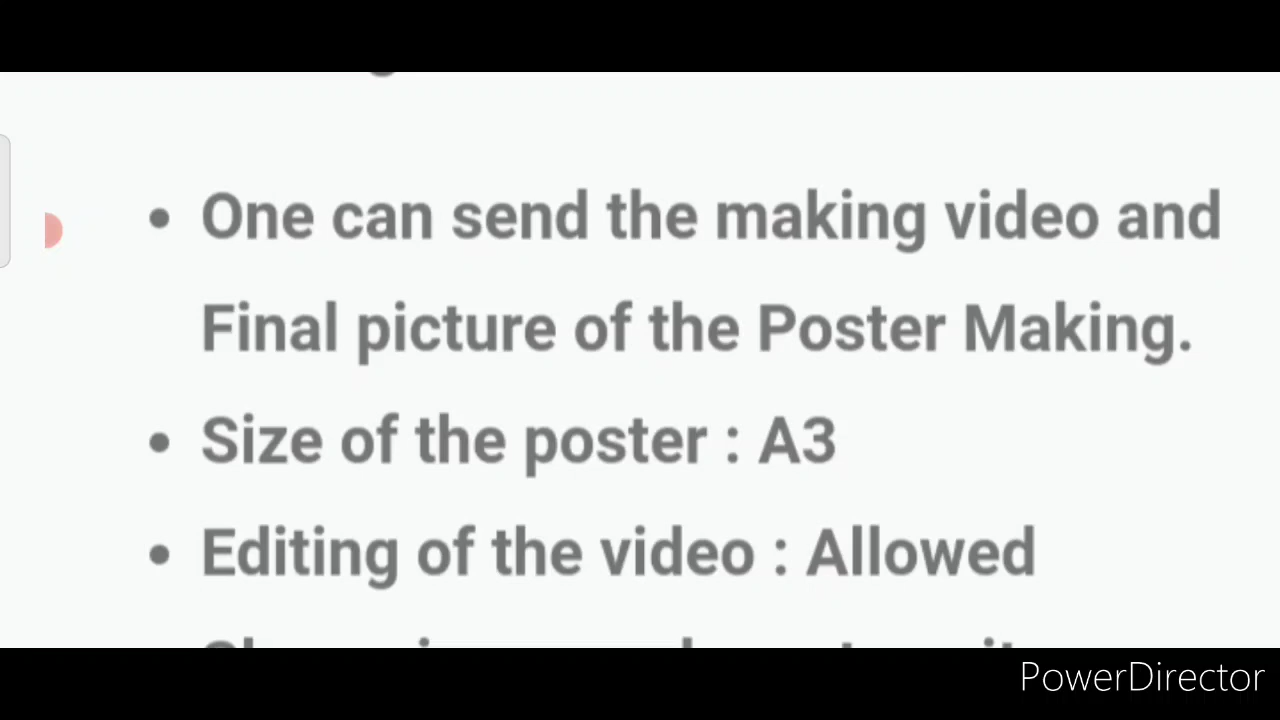 • One can send the making video and
Final picture of the Poster Making.
• Size of the poster : A3
• Editing of the video : Allowed
PowerDirector